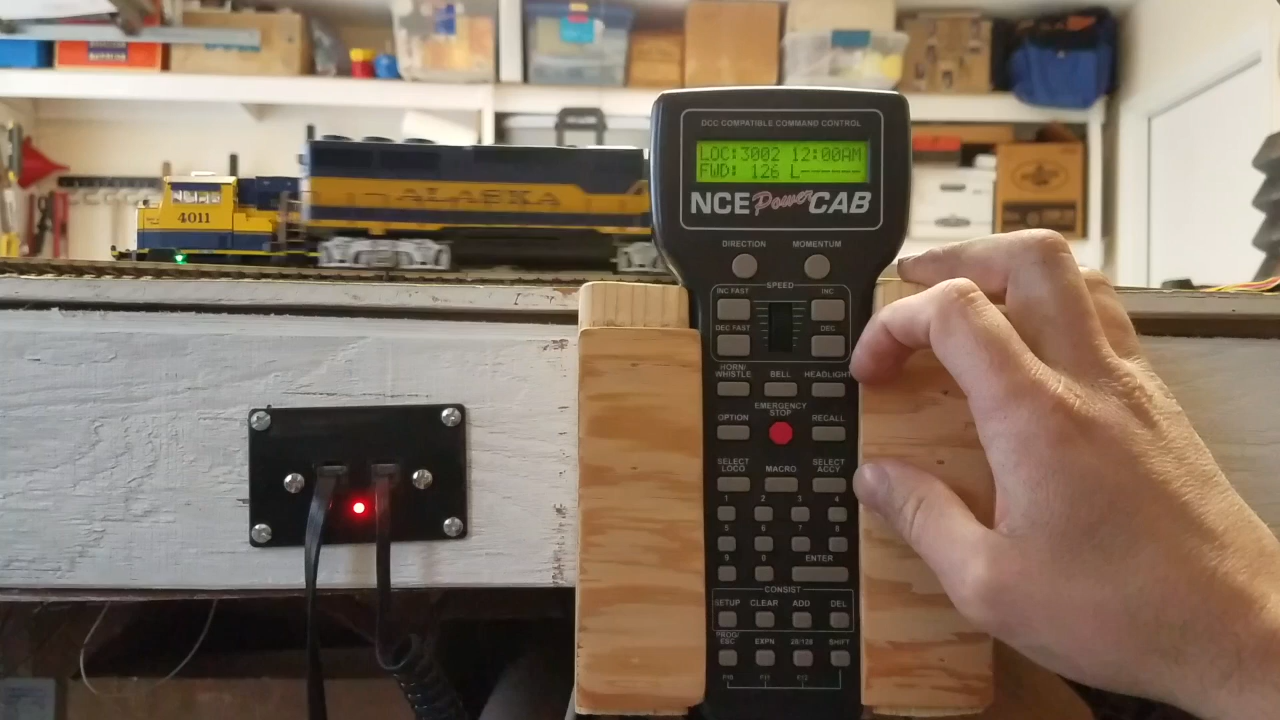 DCC COMPATIBLE COMMAND CONTROL
LOC:3002 12:00AM
FWD: 126 L------
NCE Power CAB
4011
ALASKA
DIRECTION MOMENTUM
SPEED
INC FAST INC
DEC FAST DEC
HORN/
WHISTLE BELL HEADLIGHT
EMERGENCY
STOP
OPTION RECALL
SELECT
LOCO MACRO SELECT
ACCY
1 2 3 4
5 6 7 8
9 0 ENTER
CONSIST
SETUP CLEAR ADD DEL
PROG/
ESC EXPN 28/128 SHIFT
F10 F11 F12